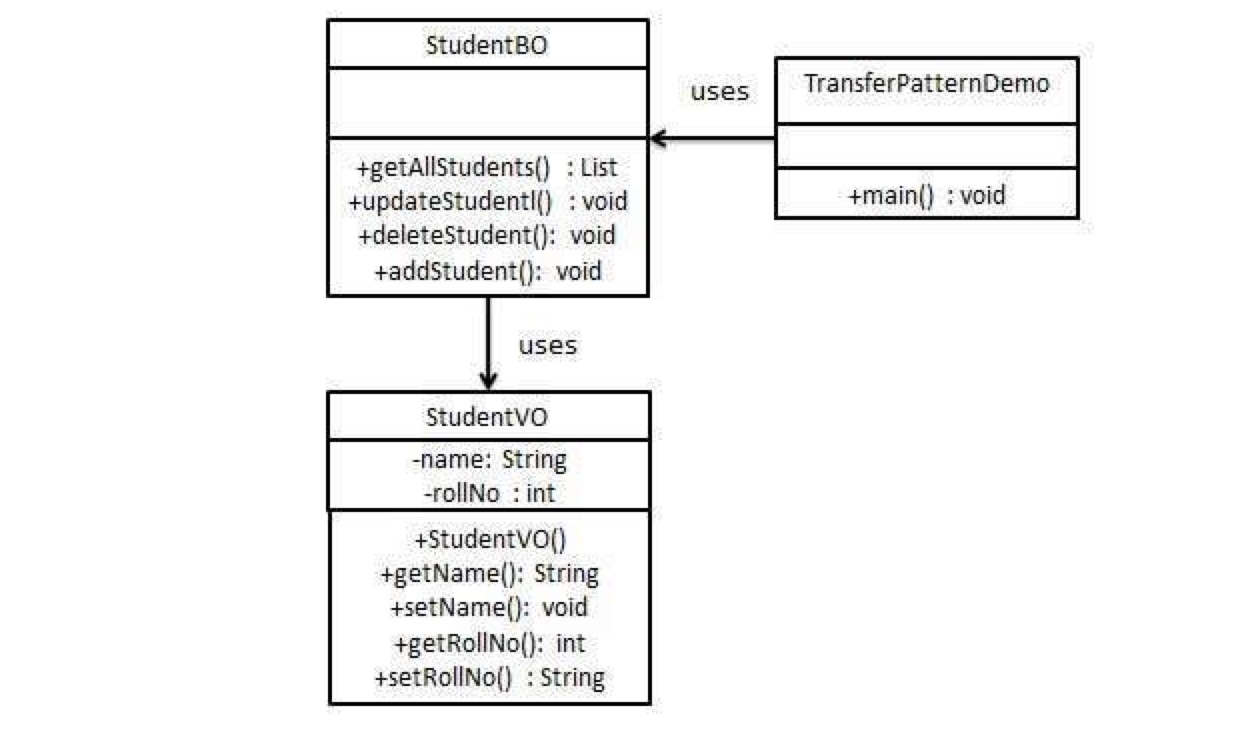 StudentBO
+getAllStudents() : List
+updateStudentl() : void
+deleteStudent(): void
+addStudent(): void
uses
TransferPatternDemo
+main() : void
uses
StudentVO
-name: String
-rollNo : int
+StudentVO()
+getName(): String
+setName(): void
+getRollNo(): int
+setRollNo() : String